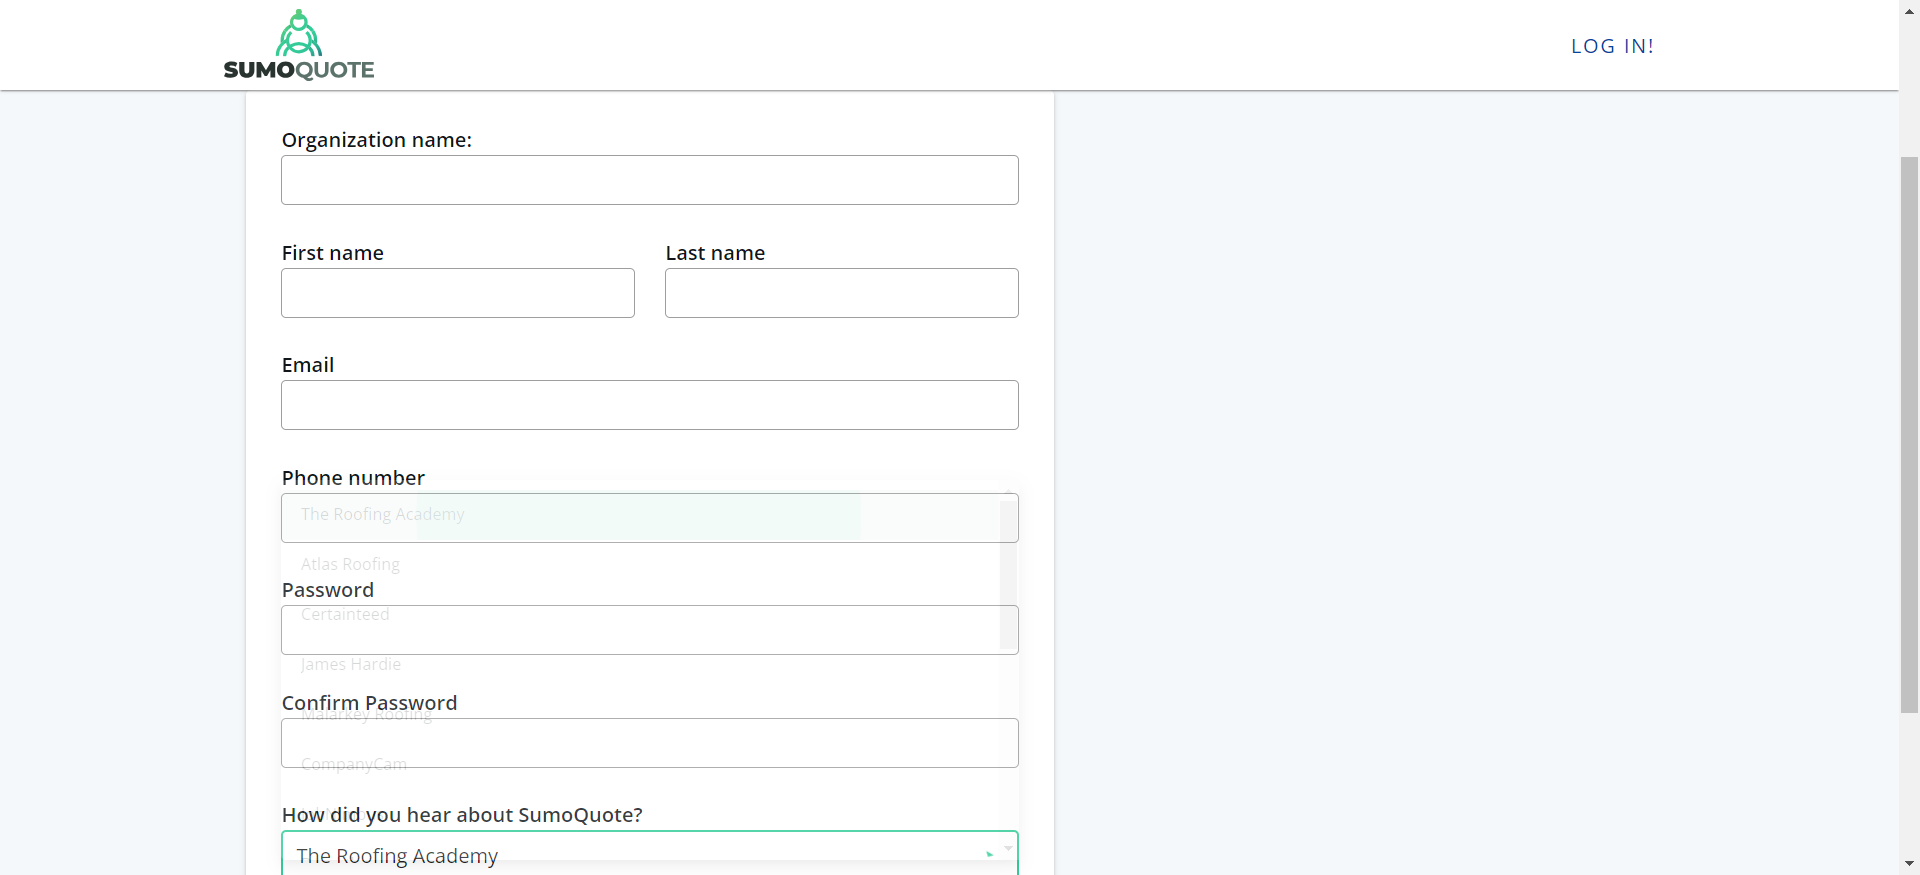 SUMOQUOTE
LOG IN!
Organization name:
First name
Last name
Email
Phone number
The Roofing Academy
Atlas Roofing
Password
Certainteed
James Hardie
Confirm Password
Malarkey Roofing
CompanyCam
How did you hear about SumoQuote?
The Roofing Academy